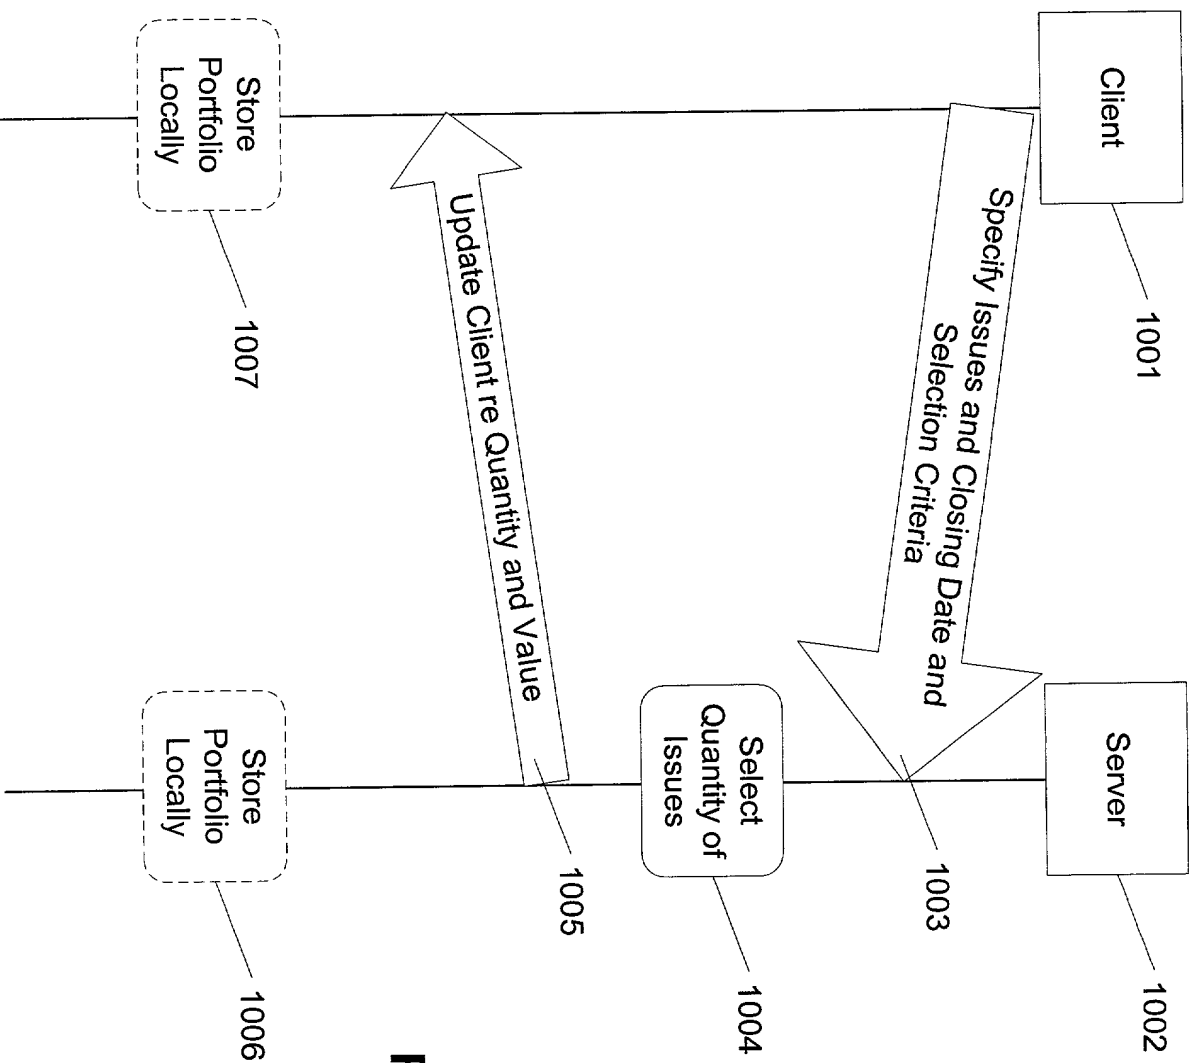 Client
1001
Server
1002
Specify Issues and Closing Date and
Selection Criteria
1003
Select
Quantity of
Issues
1004
Update Client re Quantity and Value
1005
Store
Portfolio
Locally
1007
Store
Portfolio
Locally
1006